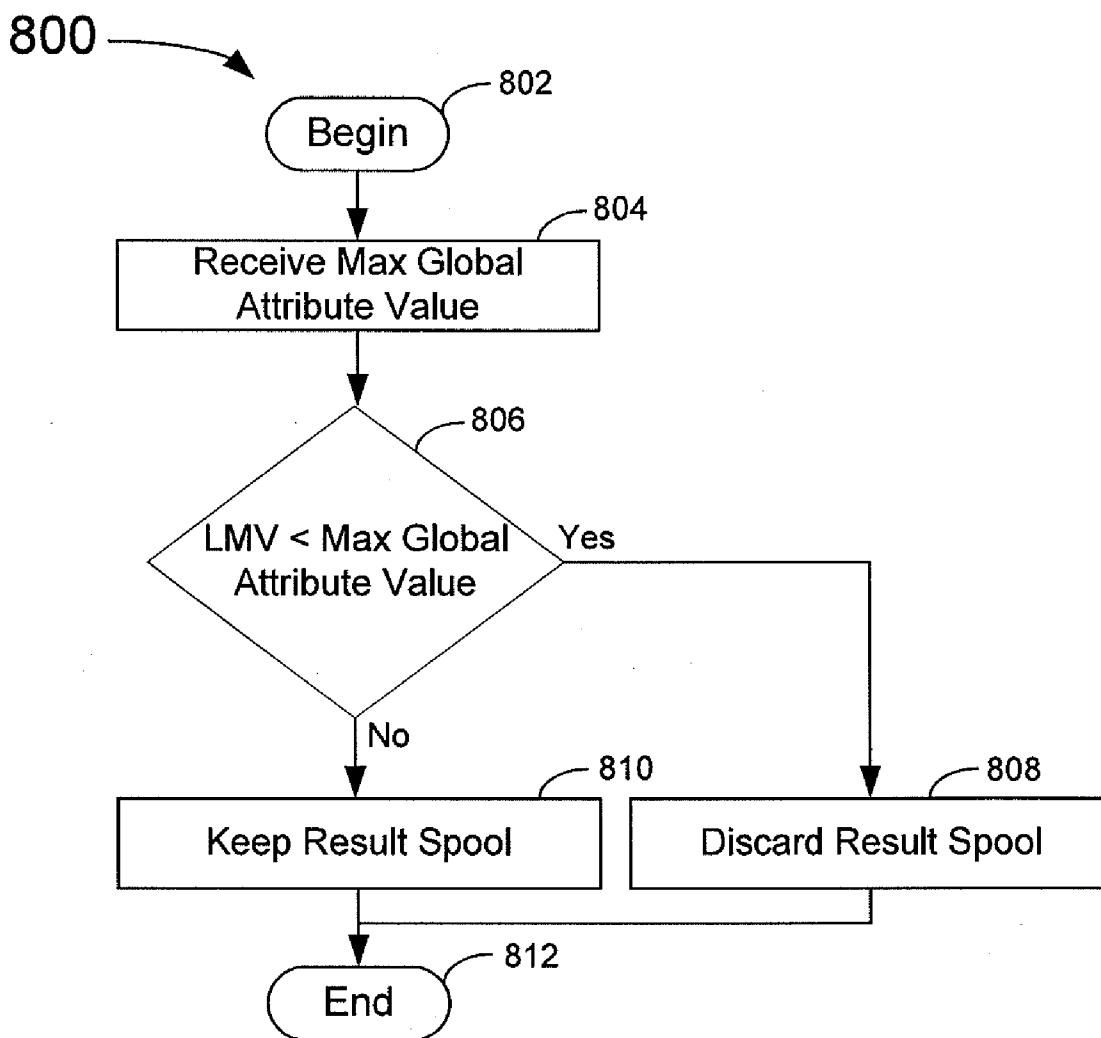 800
802
Begin
804
Receive Max Global
Attribute Value
806
LMV < Max Global
Attribute Value
Yes
No
810
Keep Result Spool
808
Discard Result Spool
812
End